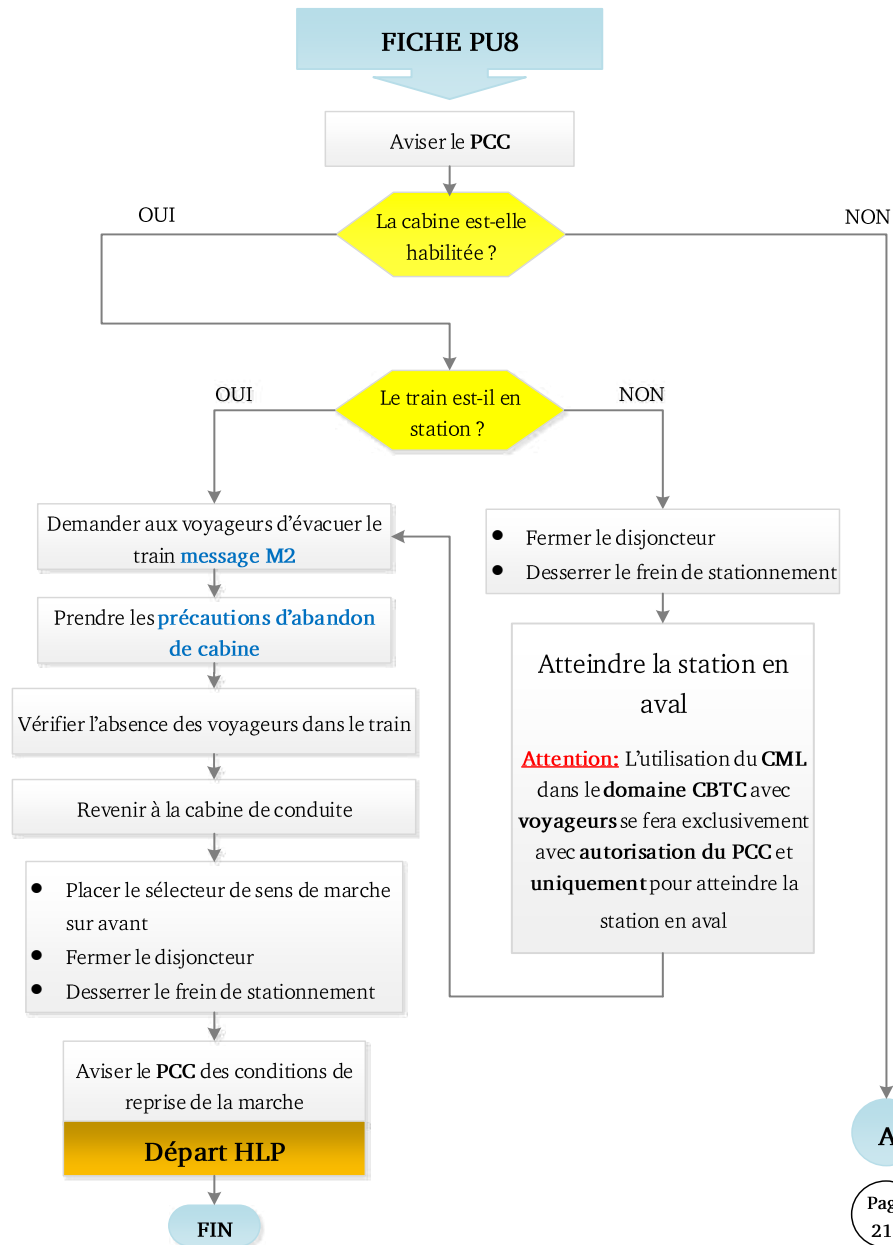 FICHE PU8
Aviser le PCC
OUI
NON
La cabine est-elle
habilitée ?
OUI
NON
Le train est-il en
station ?
Demander aux voyageurs d'évacuer le
train message M2
Fermer le disjoncteur
Desserrer le frein de stationnement
Prendre les précautions d'abandon
de cabine
Atteindre la station en
aval
Attention: L'utilisation du CML
dans le domaine CBTC avec
voyageurs se fera exclusivement
avec autorisation du PCC et
uniquement pour atteindre la
station en aval
Vérifier l'absence des voyageurs dans le train
Revenir à la cabine de conduite
Placer le sélecteur de sens de marche
sur avant
Fermer le disjoncteur
Desserrer le frein de stationnement
Aviser le PCC des conditions de
reprise de la marche
Départ HLP
FIN
A
Pag
21